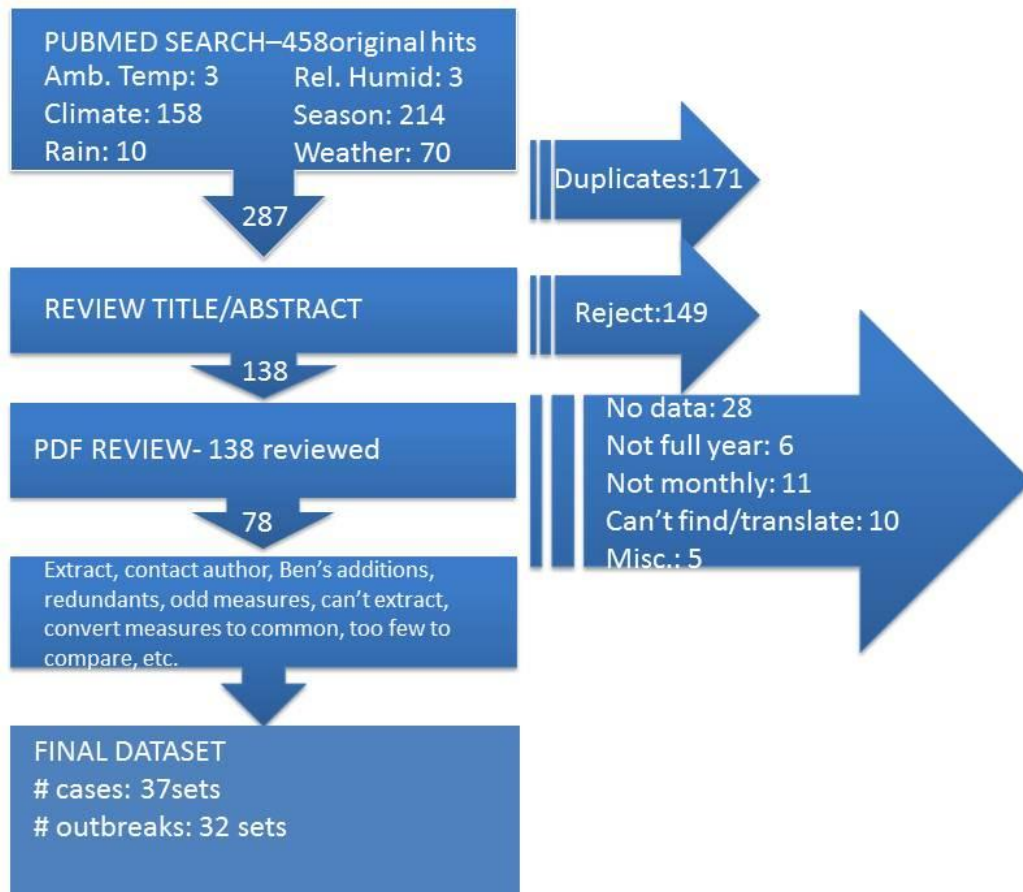 PUBMED SEARCH–458original hits
Amb. Temp: 3 Rel. Humid: 3
Climate: 158 Season: 214
Rain: 10 Weather: 70
287
Duplicates:171
REVIEW TITLE/ABSTRACT
Reject:149
138
PDF REVIEW- 138 reviewed
No data: 28
Not full year: 6
Not monthly: 11
Can’t find/translate: 10
Misc.: 5
78
Extract, contact author, Ben’s additions,
redundants, odd measures, can’t extract,
convert measures to common, too few to
compare, etc.
FINAL DATASET
# cases: 37sets
# outbreaks: 32 sets